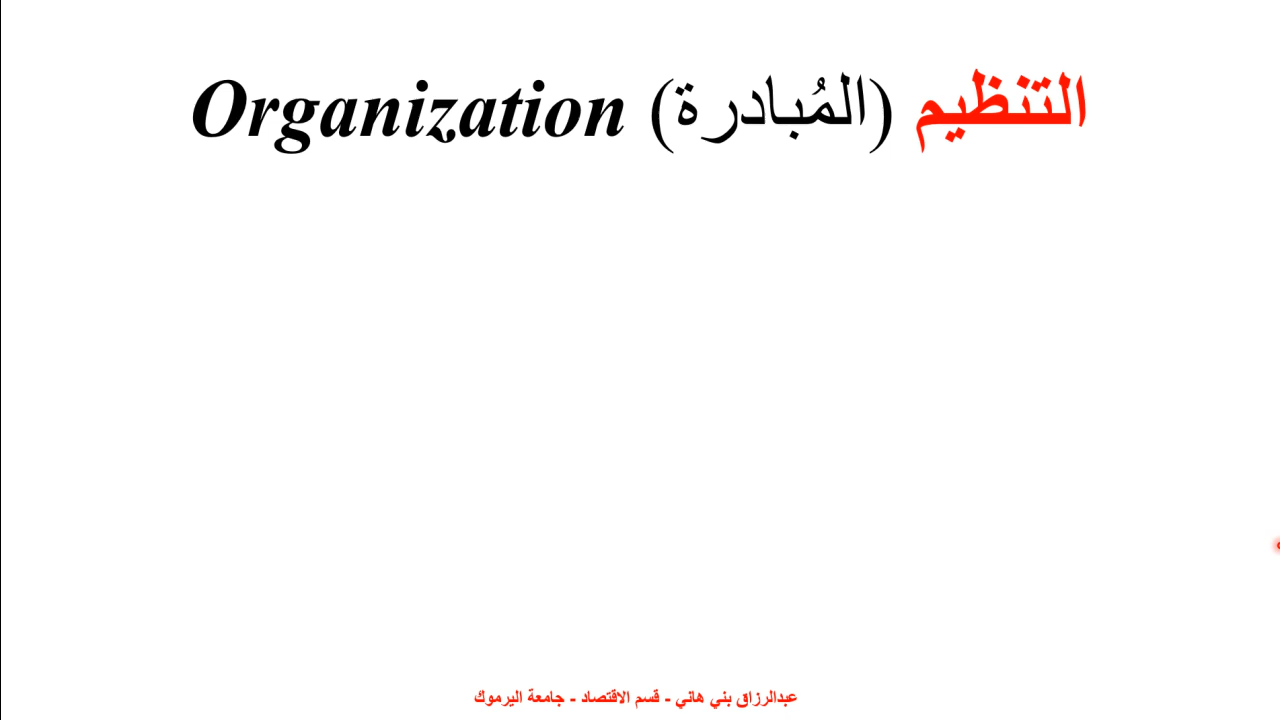 التنظيم (المُبادرة) Organization
عبدالرزاق بني هاني - قسم الاقتصاد - جامعة اليرموك